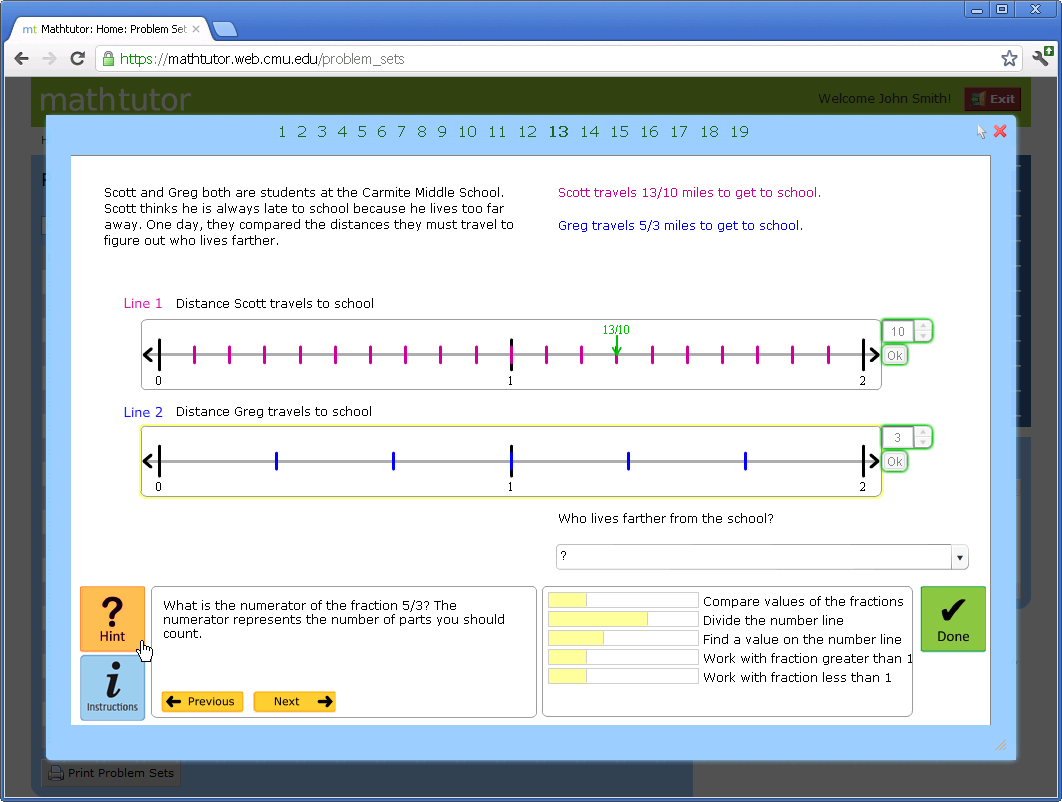 mt Mathtutor: Home: Problem Set
https://mathtutor.web.cmu.edu/problem_sets
mathtutor
Welcome John Smith!
Exit
1 2 3 4 5 6 7 8 9 10 11 12 13 14 15 16 17 18 19
Scott and Greg both are students at the Carmite Middle School.
Scott thinks he is always late to school because he lives too far
away. One day, they compared the distances they must travel to
figure out who lives farther.
Scott travels 13/10 miles to get to school.
Greg travels 5/3 miles to get to school.
Line 1 Distance Scott travels to school
13/10
0 1 2
10
Ok
Line 2 Distance Greg travels to school
0 1 2
3
Ok
Who lives farther from the school?
?
?
Hint
i
Instructions
What is the numerator of the fraction 5/3? The
numerator represents the number of parts you should
count.
Previous
Next
Compare values of the fractions
Divide the number line
Find a value on the number line
Work with fraction greater than 1
Work with fraction less than 1
Done
Print Problem Sets